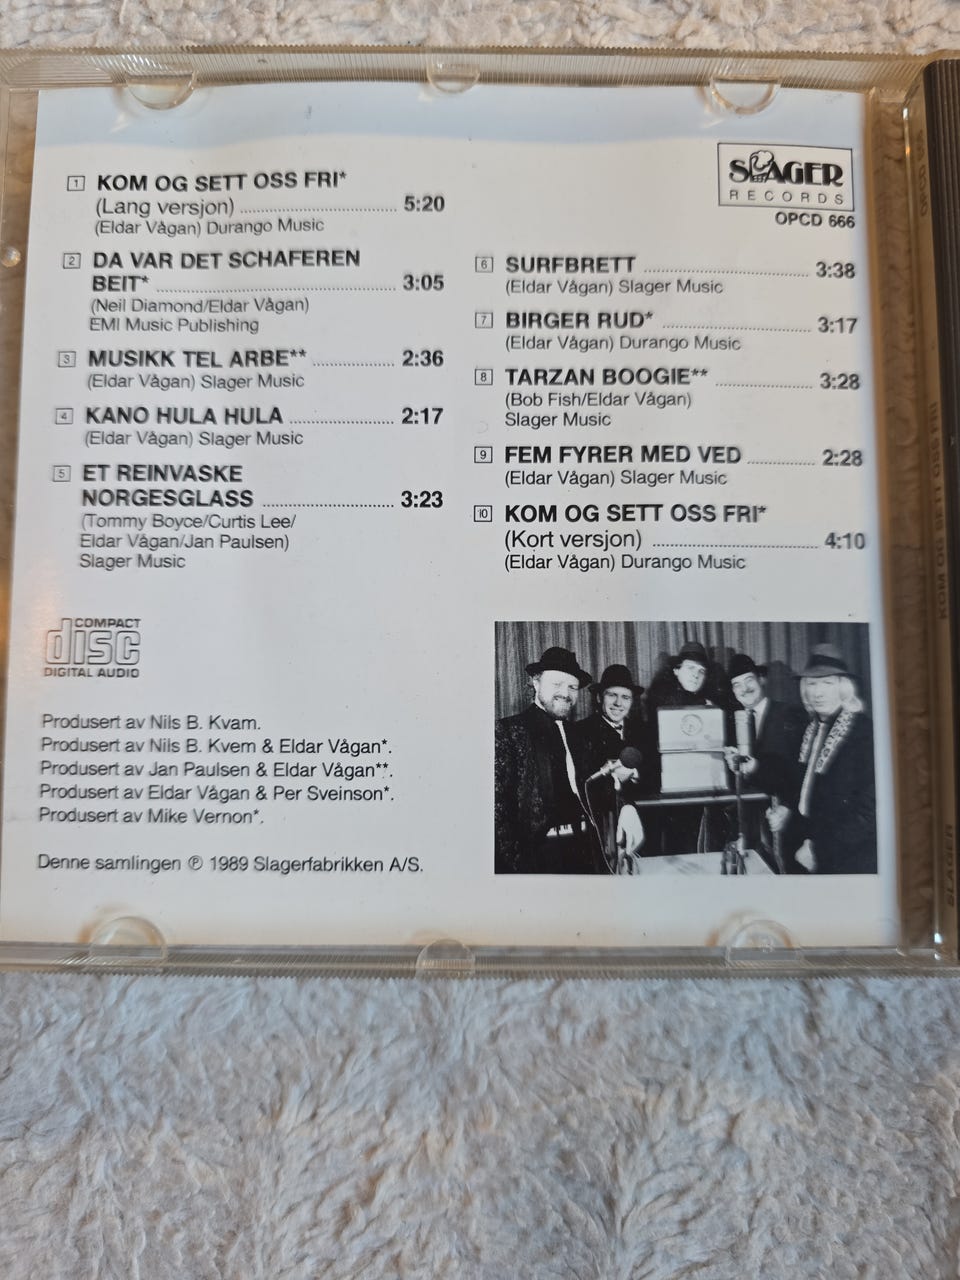 1 KOM OG SETT OSS FRI*
(Lang versjon) ........ 5:20
(Eldar Vågan) Durango Music
2 DA VAR DET SCHAFEREN
BEIT* ........ 3:05
(Neil Diamond/Eldar Vågan)
EMI Music Publishing
3 MUSIKK TEL ARBE** ........ 2:36
(Eldar Vågan) Slager Music
4 KANO HULA HULA ........ 2:17
(Eldar Vågan) Slager Music
5 ET REINVASKE
NORGESGLASS ........ 3:23
(Tommy Boyce/Curtis Lee/
Eldar Vågan/Jan Paulsen)
Slager Music
SLAGER
RECORDS
OPCD 666
6 SURFBRETT ........ 3:38
(Eldar Vågan) Slager Music
7 BIRGER RUD* ........ 3:17
(Eldar Vågan) Durango Music
8 TARZAN BOOGIE** ........ 3:28
(Bob Fish/Eldar Vågan)
Slager Music
9 FEM FYRER MED VED ........ 2:28
(Eldar Vågan) Slager Music
10 KOM OG SETT OSS FRI*
(Kort versjon) ........ 4:10
(Eldar Vågan) Durango Music
COMPACT
disc
DIGITAL AUDIO
Produsert av Nils B. Kvam.
Produsert av Nils B. Kvem & Eldar Vågan*.
Produsert av Jan Paulsen & Eldar Vågan**.
Produsert av Eldar Vågan & Per Sveinson*.
Produsert av Mike Vernon*.
Denne samlingen ℗ 1989 Slagerfabrikken A/S.
OPCD 666
KOM OG SETT OSS FRI
SLAGER